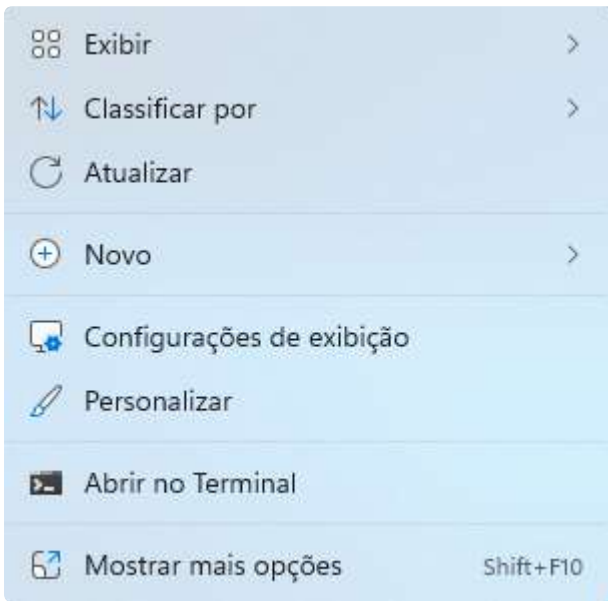 Exibir
Classificar por
Atualizar
Novo
Configurações de exibição
Personalizar
Abrir no Terminal
Mostrar mais opções Shift+F10